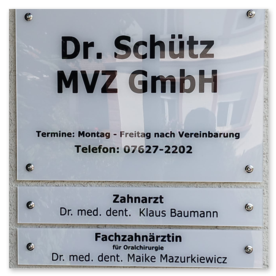 Dr. Schütz
MVZ GmbH
Termine: Montag - Freitag nach Vereinbarung
Telefon: 07627-2202
Zahnarzt
Dr. med. dent. Klaus Baumann
Fachzahnärztin
für Oralchirurgie
Dr. med. dent. Maike Mazurkiewicz